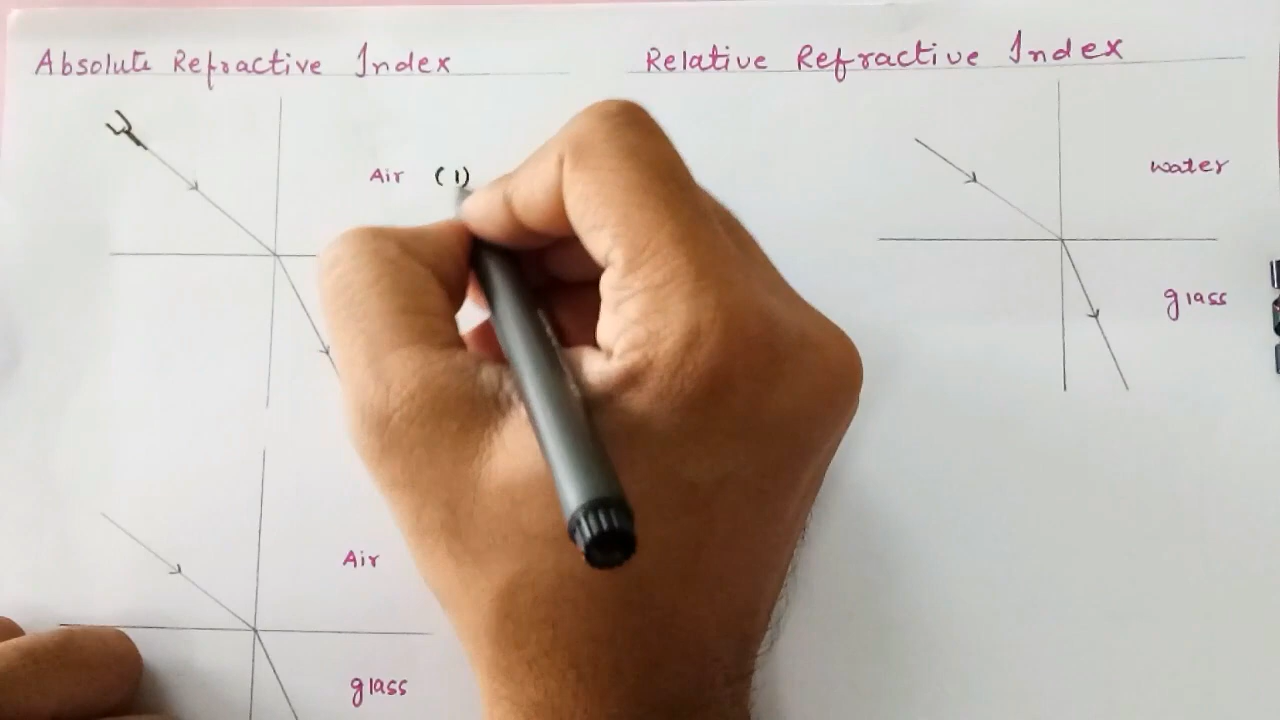 Absolute Refractive Index
Relative Refractive Index
Air (1)
water
glass
Air
glass